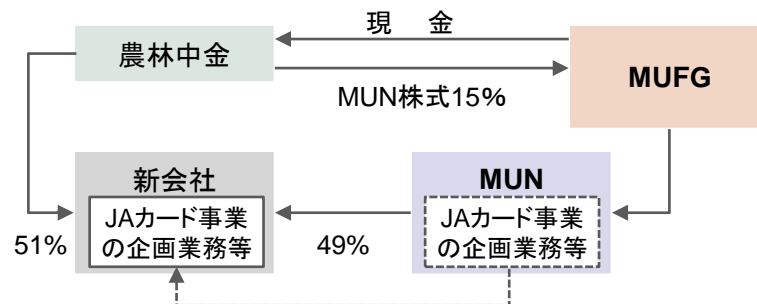 現　金
農林中金
MUFG
MUN株式15%
新会社
JAカード事業
の企画業務等
MUN
JAカード事業
の企画業務等
51%
49%